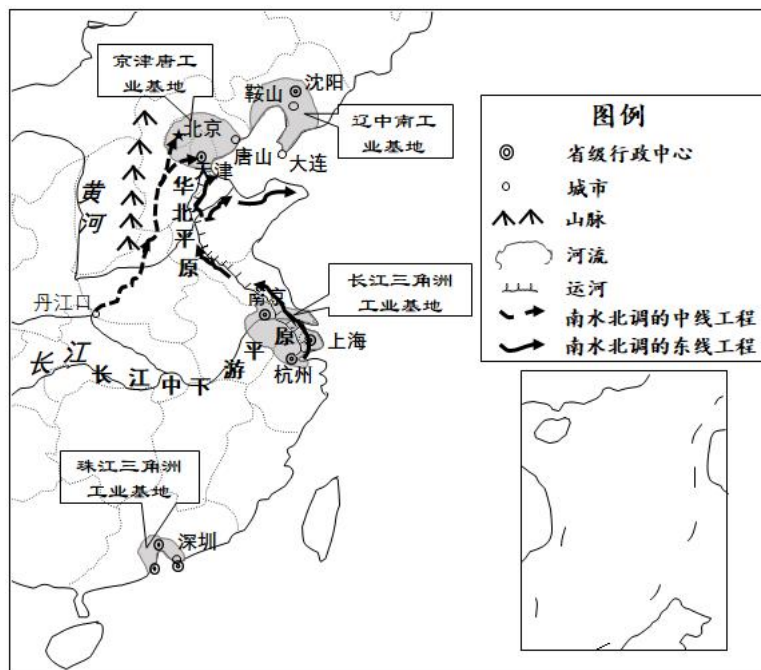 京津唐工
业基地
沈阳
鞍山
北京
辽中南工
业基地
唐山
大连
天津
黄
河
华
北
平
原
丹江口
长江三角洲
工业基地
南京
上海
杭州
长
江
长
江
中
下
游
平
原
珠江三角洲
工业基地
深圳
图例
省级行政中心
城市
山脉
河流
运河
南水北调的中线工程
南水北调的东线工程